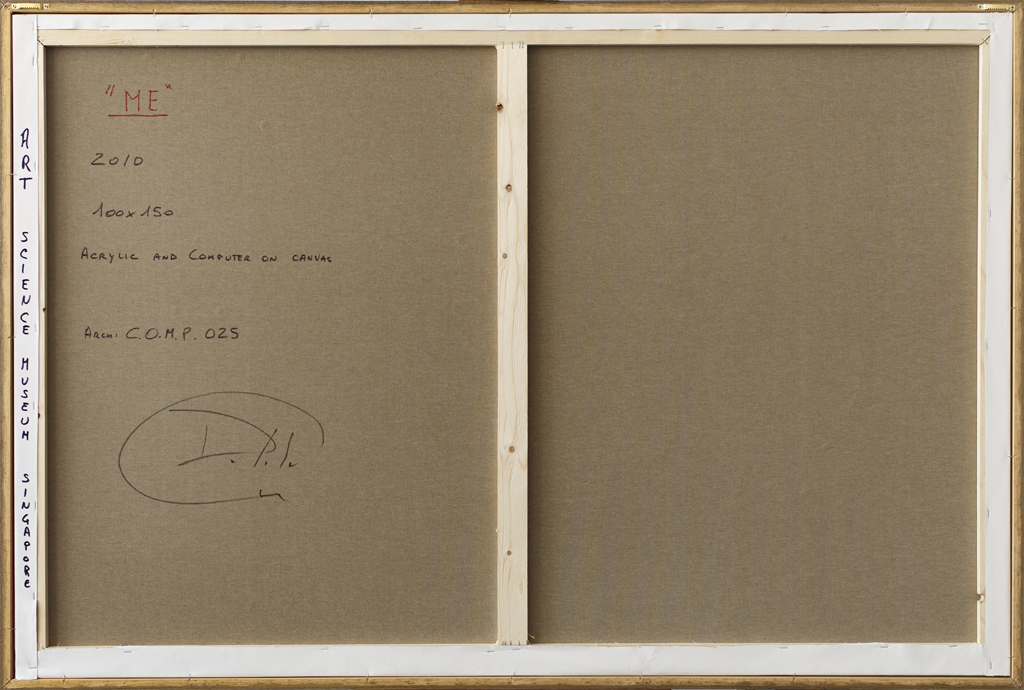 "ME"
2010
100x150
ACRYLIC AND COMPUTER ON CANVAS
ARCH: C.O.M.P. 025
ART SCIENCE MUSEUM SINGAPORE